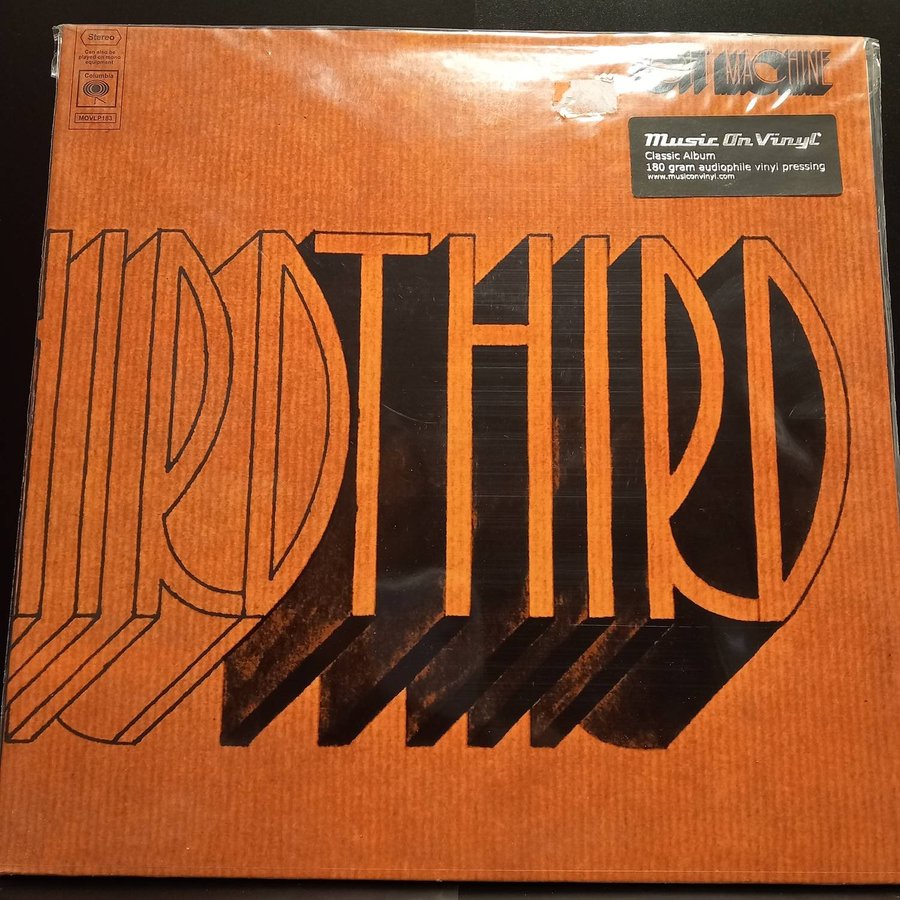 Stereo
Can also be
played on mono
equipment
Columbia
MOVLP183
MACHINE
Music On Vinyl
Classic Album
180 gram audiophile vinyl pressing
www.musiconvinyl.com
HIRD THIRD